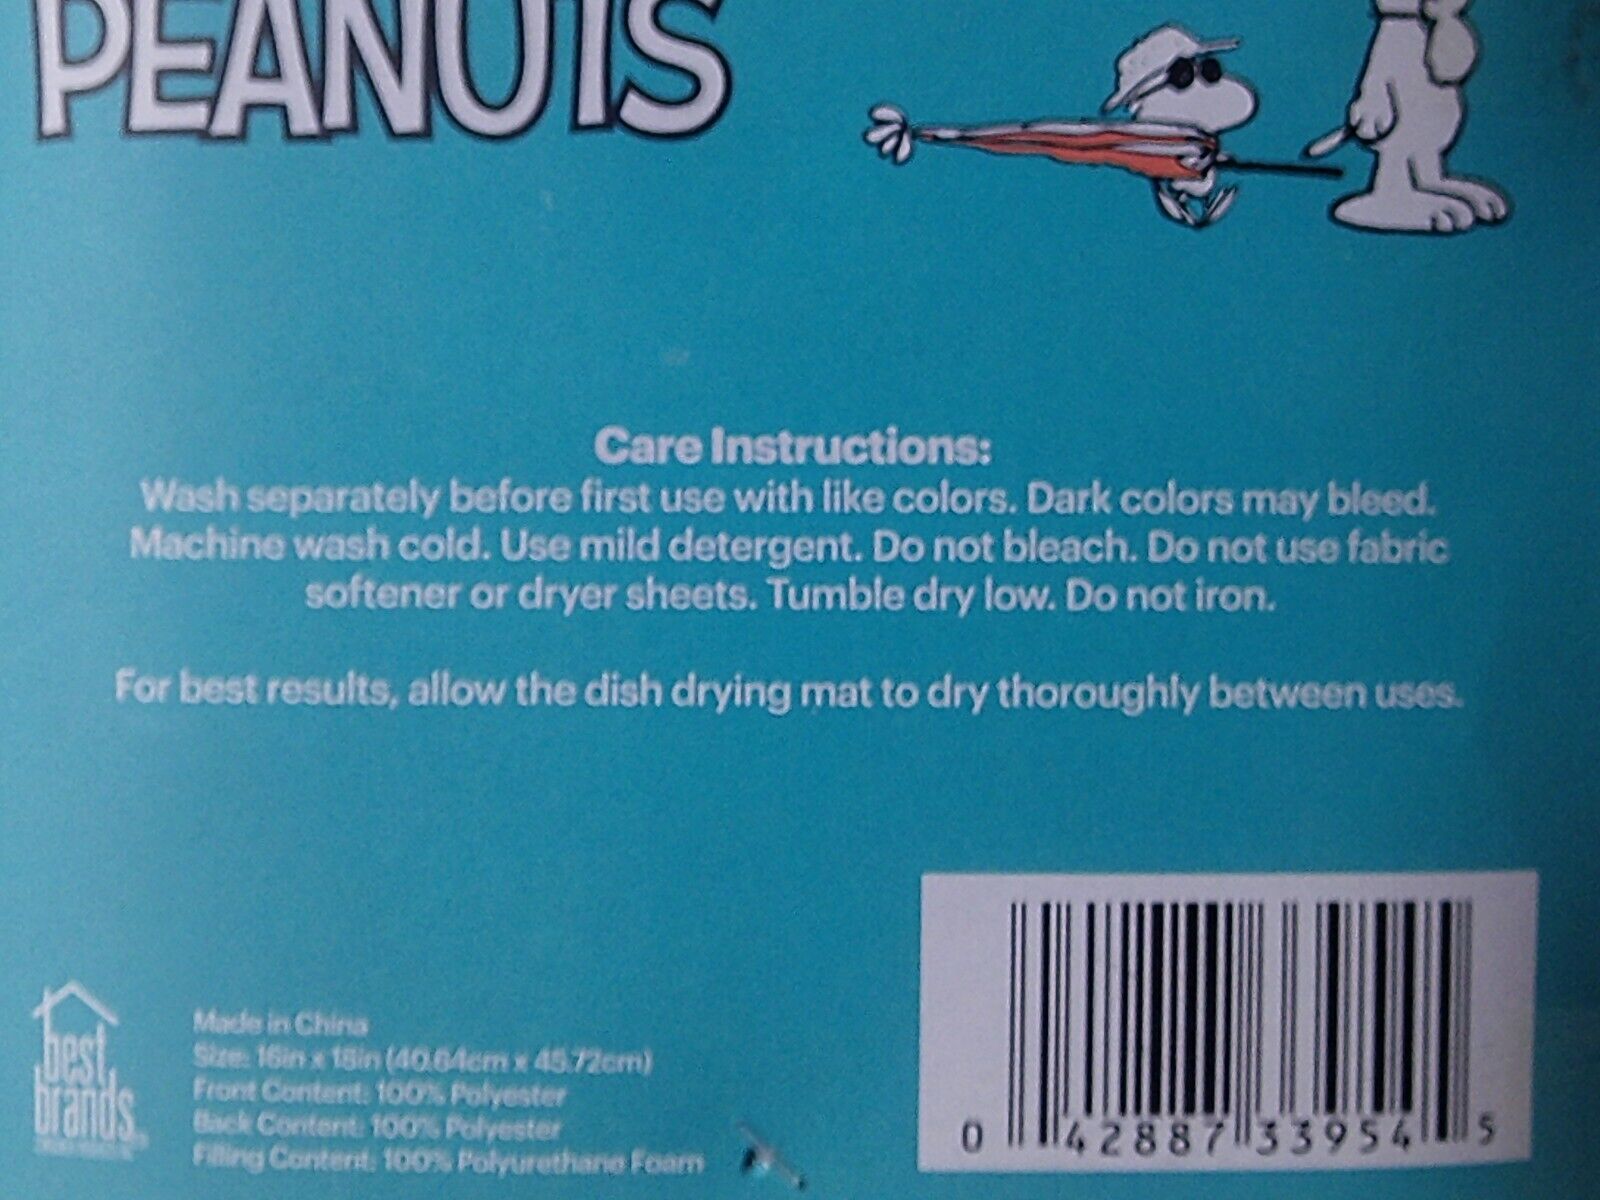 PEANUTS
Care Instructions:
Wash separately before first use with like colors. Dark colors may bleed.
Machine wash cold. Use mild detergent. Do not bleach. Do not use fabric
softener or dryer sheets. Tumble dry low. Do not iron.
For best results, allow the dish drying mat to dry thoroughly between uses.
best
brands
Made in China
Size: 16in x 18in (40.64cm x 45.72cm)
Front Content: 100% Polyester
Back Content: 100% Polyester
Filling Content: 100% Polyurethane Foam
0 42887 33954 5